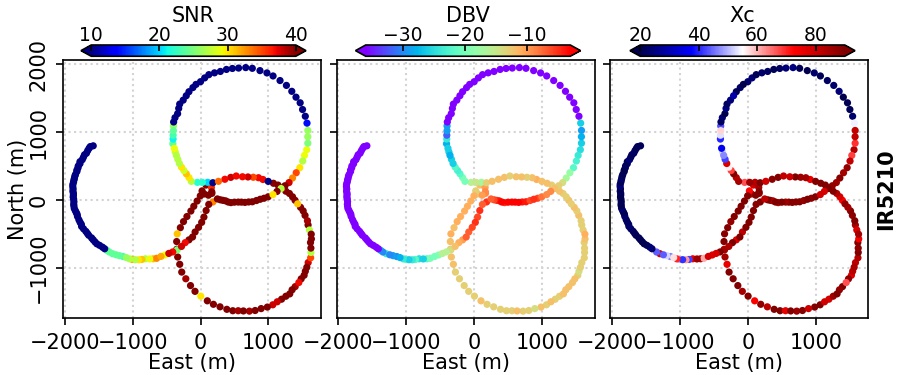 SNR DBV Xc
10 20 30 40 −30 −20 −10 20 40 60 80
North (m)
2000
1000
0
−1000
−2000 −1000 0 1000 −2000 −1000 0 1000 −2000 −1000 0 1000
East (m) East (m) East (m)
IR5210